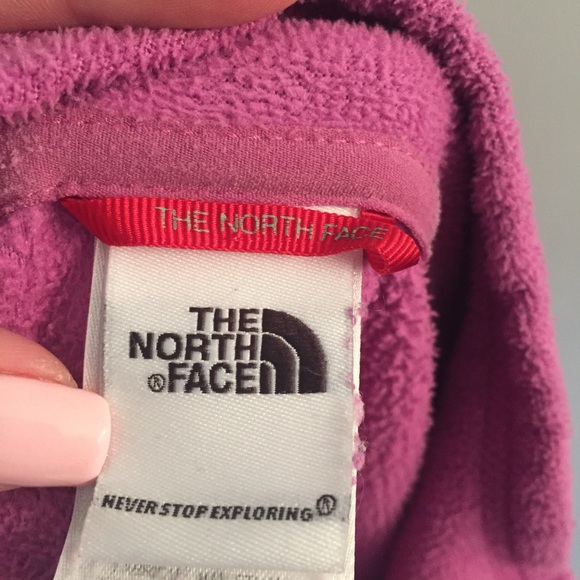 THE NORTH FACE
THE
NORTH
®FACE
NEVER STOP EXPLORING®